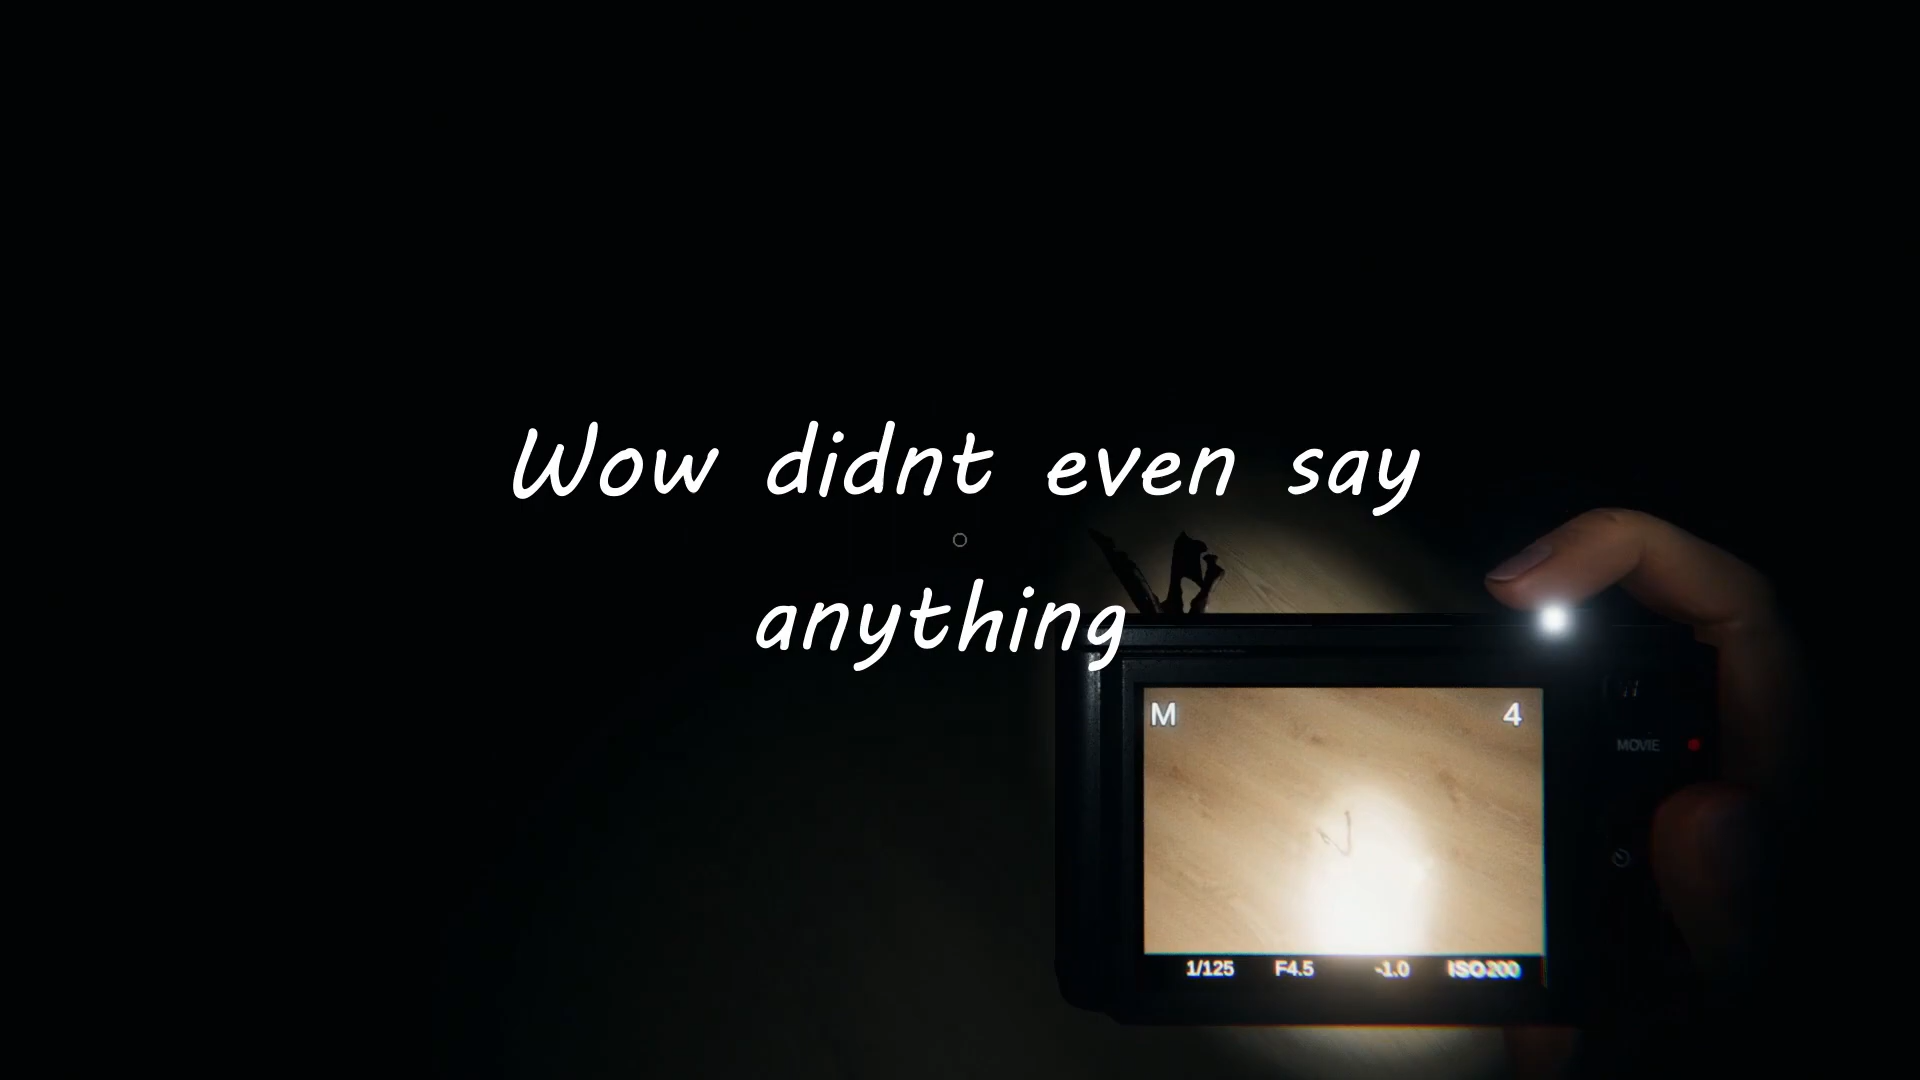 Wow didnt even say
anything
M 4
W
MOVIE
1/125 F4.5 -1.0 ISO200